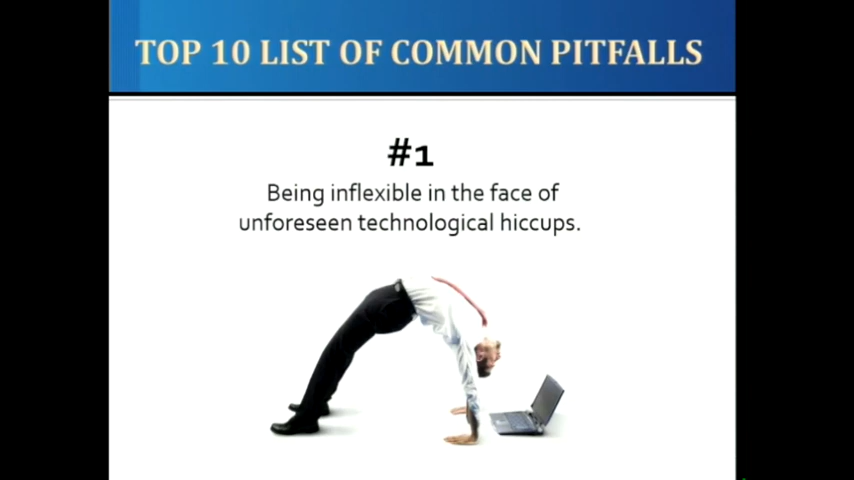 TOP 10 LIST OF COMMON PITFALLS
#1
Being inflexible in the face of
unforeseen technological hiccups.